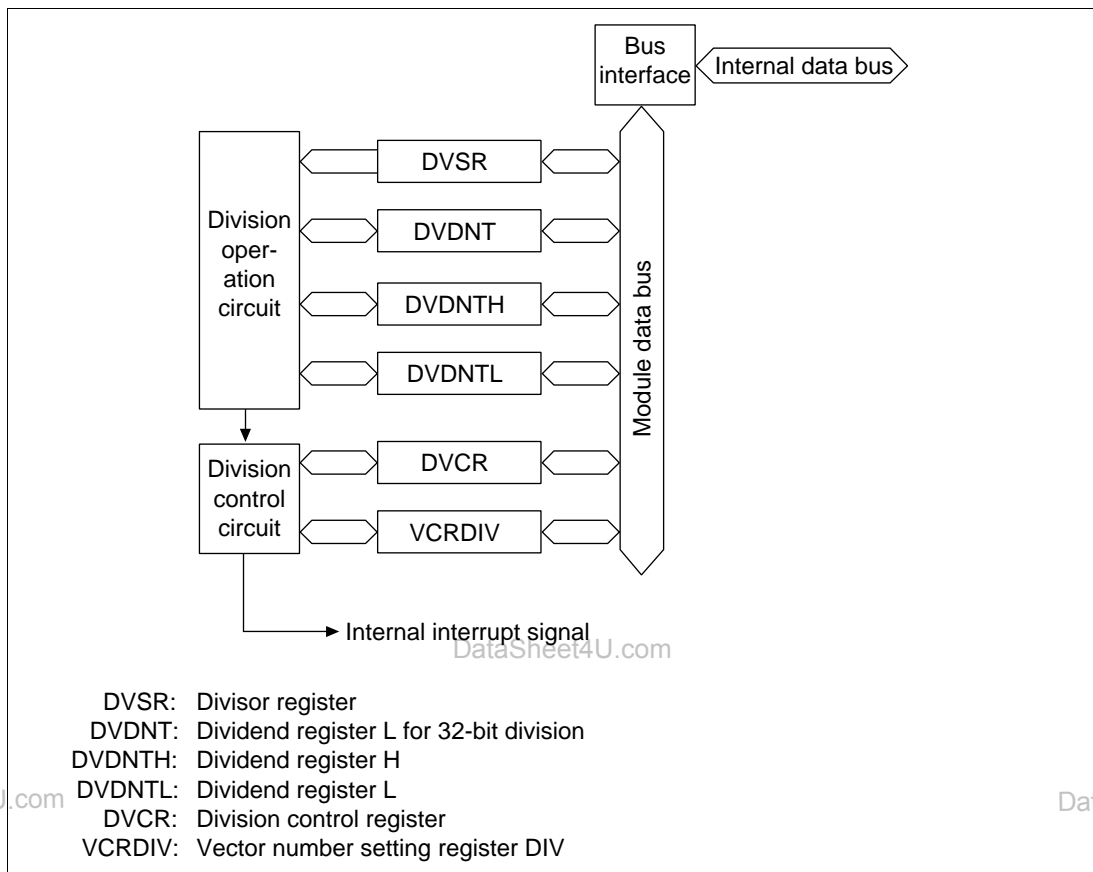 Bus
interface
Internal data bus
DVSR
Division
oper-
ation
circuit
DVDNT
DVDNTH
DVDNTL
Module data bus
Division
control
circuit
DVCR
VCRDIV
Internal interrupt signal
DataSheet4U.com
DVSR: Divisor register
DVDNT: Dividend register L for 32-bit division
DVDNTH: Dividend register H
DVDNTL: Dividend register L
U.com
Dat
DVCR: Division control register
VCRDIV: Vector number setting register DIV